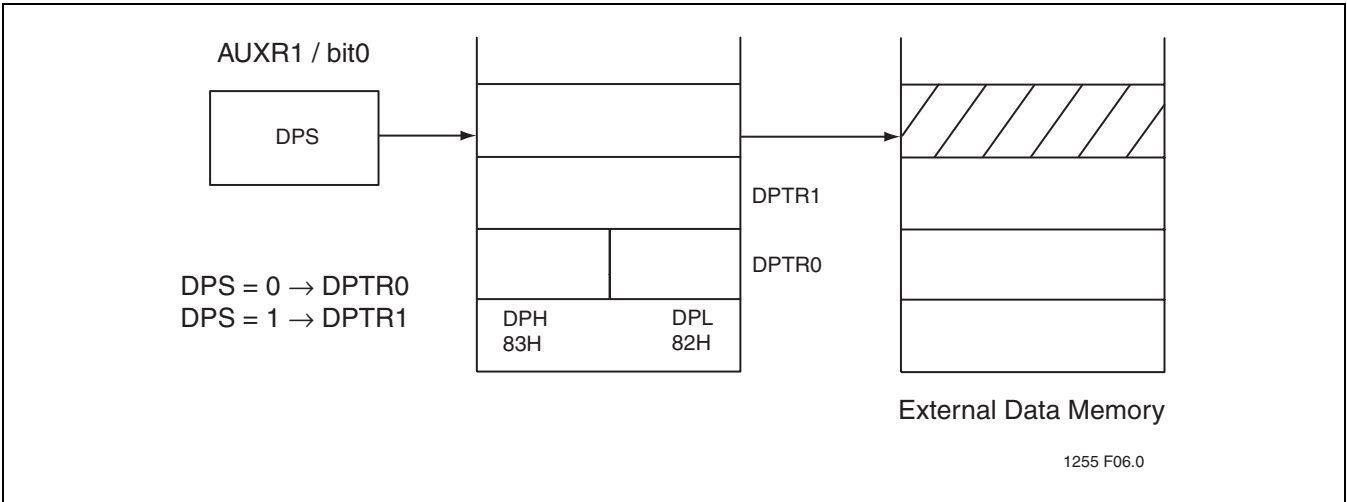 AUXR1 / bit0
DPS
DPTR1
DPTR0
DPS = 0 → DPTR0
DPS = 1 → DPTR1
DPH
83H
DPL
82H
External Data Memory
1255 F06.0